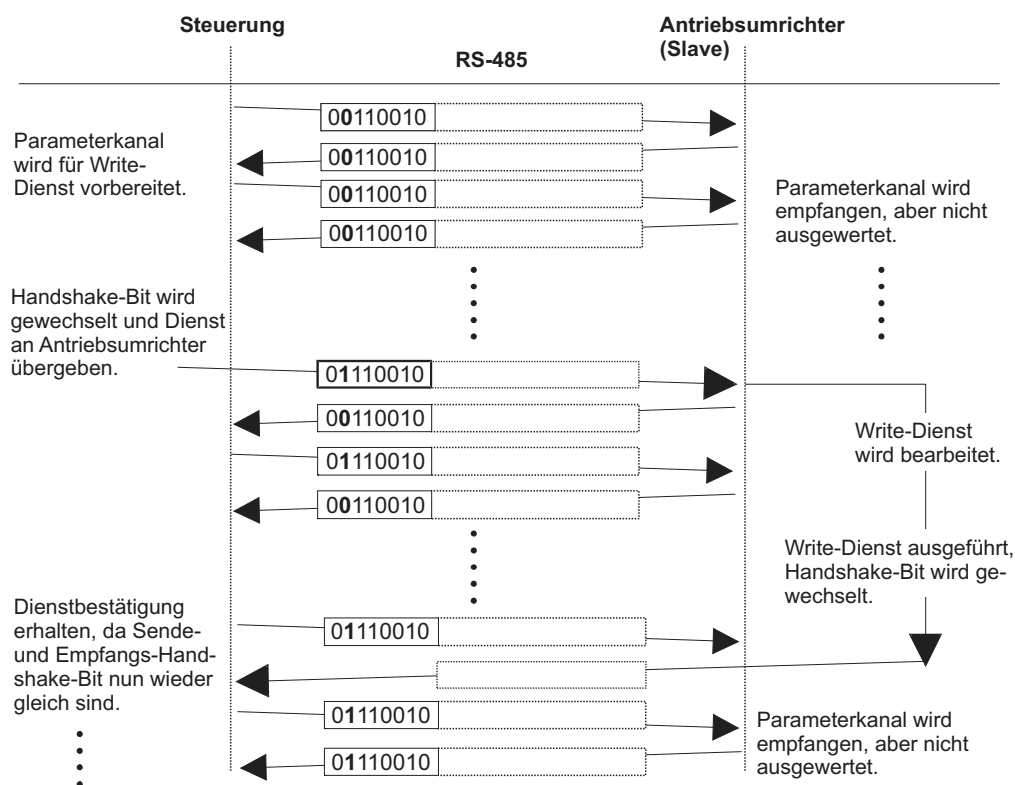 Steuerung
RS-485
Antriebsumrichter
(Slave)
00110010
Parameterkanal
wird für Write-
Dienst vorbereitet.
00110010
00110010
00110010
Parameterkanal wird
empfangen, aber nicht
ausgewertet.
Handshake-Bit wird
gewechselt und Dienst
an Antriebsumrichter
übergeben.
01110010
00110010
01110010
00110010
Write-Dienst
wird bearbeitet.
Write-Dienst ausgeführt,
Handshake-Bit wird ge-
wechselt.
Dienstbestätigung
erhalten, da Sende-
und Empfangs-Hand-
shake-Bit nun wieder
gleich sind.
01110010
01110010
01110010
Parameterkanal wird
empfangen, aber nicht
ausgewertet.